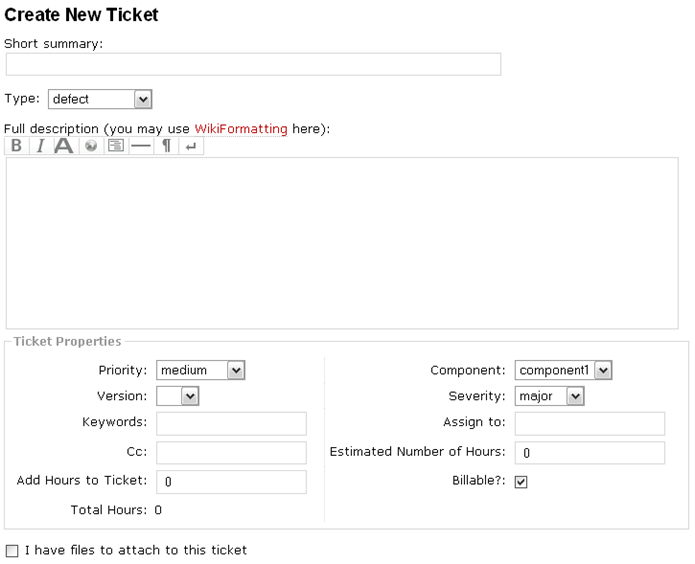 Create New Ticket
Short summary:
Type: defect
Full description (you may use WikiFormatting here):
B I A ¶ ↵
Ticket Properties
Priority: medium Component: component1
Version: Severity: major
Keywords: Assign to:
Cc: Estimated Number of Hours: 0
Add Hours to Ticket: 0 Billable?:
Total Hours: 0
I have files to attach to this ticket